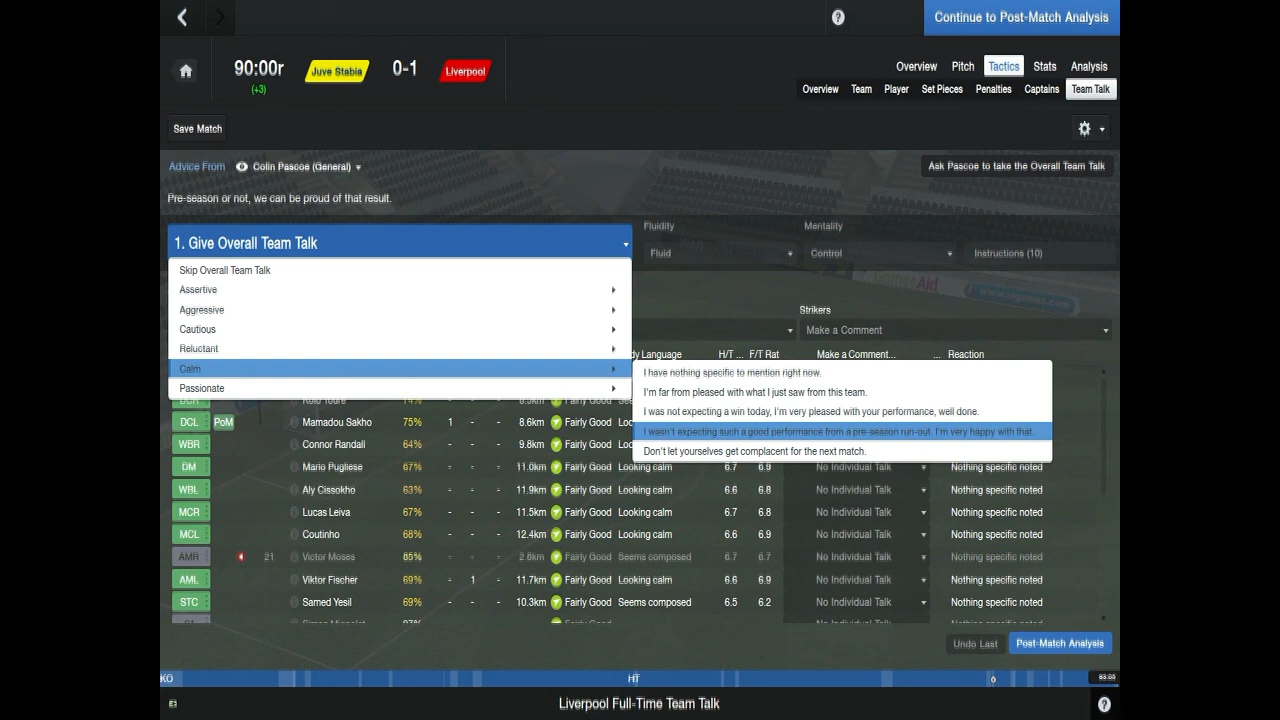 Continue to Post-Match Analysis
90:00r
(+3)
Juve Stabia
0-1
Liverpool
Overview Pitch Tactics Stats Analysis
Overview Team Player Set Pieces Penalties Captains Team Talk
Save Match
Advice From Colin Pascoe (General)
Ask Pascoe to take the Overall Team Talk
Pre-season or not, we can be proud of that result.
1. Give Overall Team Talk
Fluidity Mentality
Fluid Control Instructions (10)
Skip Overall Team Talk
Assertive
Aggressive
Cautious
Reluctant
Calm
Passionate
Strikers
Make a Comment
Language H/T ... F/T Rat Make a Comment... ... Reaction
I have nothing specific to mention right now.
I'm far from pleased with what I just saw from this team.
I was not expecting a win today, I'm very pleased with your performance, well done.
I wasn't expecting such a good performance from a pre-season run-out. I'm very happy with that.
Don't let yourselves get complacent for the next match.
DCL PoM Mamadou Sakho 75% 1 - - 8.6km Fairly Good
WBR Connor Randall 64% - - - 9.8km Fairly Good
DM Mario Pugliese 67% - - - 11.0km Fairly Good Looking calm 6.7 6.9 No Individual Talk Nothing specific noted
WBL Aly Cissokho 63% - - - 11.9km Fairly Good Looking calm 6.6 6.8 No Individual Talk Nothing specific noted
MCR Lucas Leiva 67% - - - 11.5km Fairly Good Looking calm 6.7 6.8 No Individual Talk Nothing specific noted
MCL Coutinho 68% - - - 12.4km Fairly Good Looking calm 6.6 6.9 No Individual Talk Nothing specific noted
AMR 21 Victor Moses 85% - - - 2.6km Fairly Good Seems composed 6.7 6.7 No Individual Talk Nothing specific noted
AML Viktor Fischer 69% - 1 - 11.7km Fairly Good Looking calm 6.6 6.9 No Individual Talk Nothing specific noted
STC Samed Yesil 69% - - - 10.3km Fairly Good Seems composed 6.5 6.2 No Individual Talk Nothing specific noted
Undo Last Post-Match Analysis
KO HT
Liverpool Full-Time Team Talk